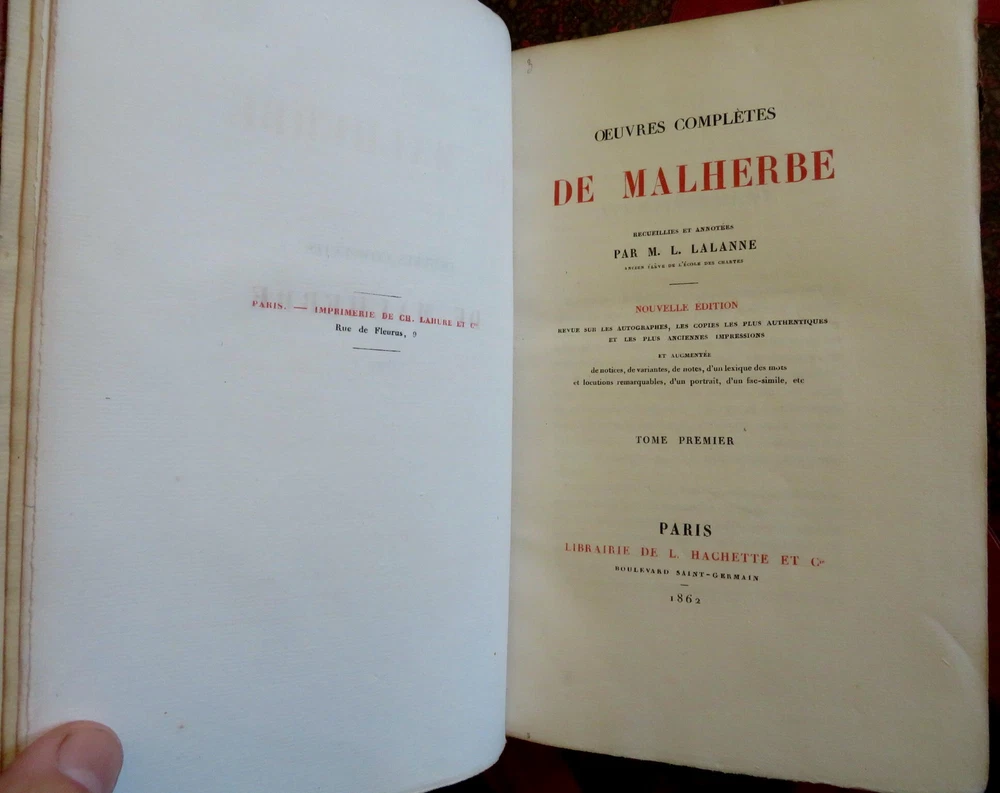 PARIS. — IMPRIMERIE DE CH. LAHURE ET Cie
Rue de Fleurus, 9
3
OEUVRES COMPLÈTES
DE MALHERBE
RECUEILLIES ET ANNOTÉES
PAR M. L. LALANNE
ANCIEN ÉLÈVE DE L'ÉCOLE DES CHARTES
NOUVELLE ÉDITION
REVUE SUR LES AUTOGRAPHES, LES COPIES LES PLUS AUTHENTIQUES
ET LES PLUS ANCIENNES IMPRESSIONS
ET AUGMENTÉE
de notices, de variantes, de notes, d'un lexique des mots
et locutions remarquables, d'un portrait, d'un fac-simile, etc
TOME PREMIER
PARIS
LIBRAIRIE DE L. HACHETTE ET Cie
BOULEVARD SAINT-GERMAIN
1862